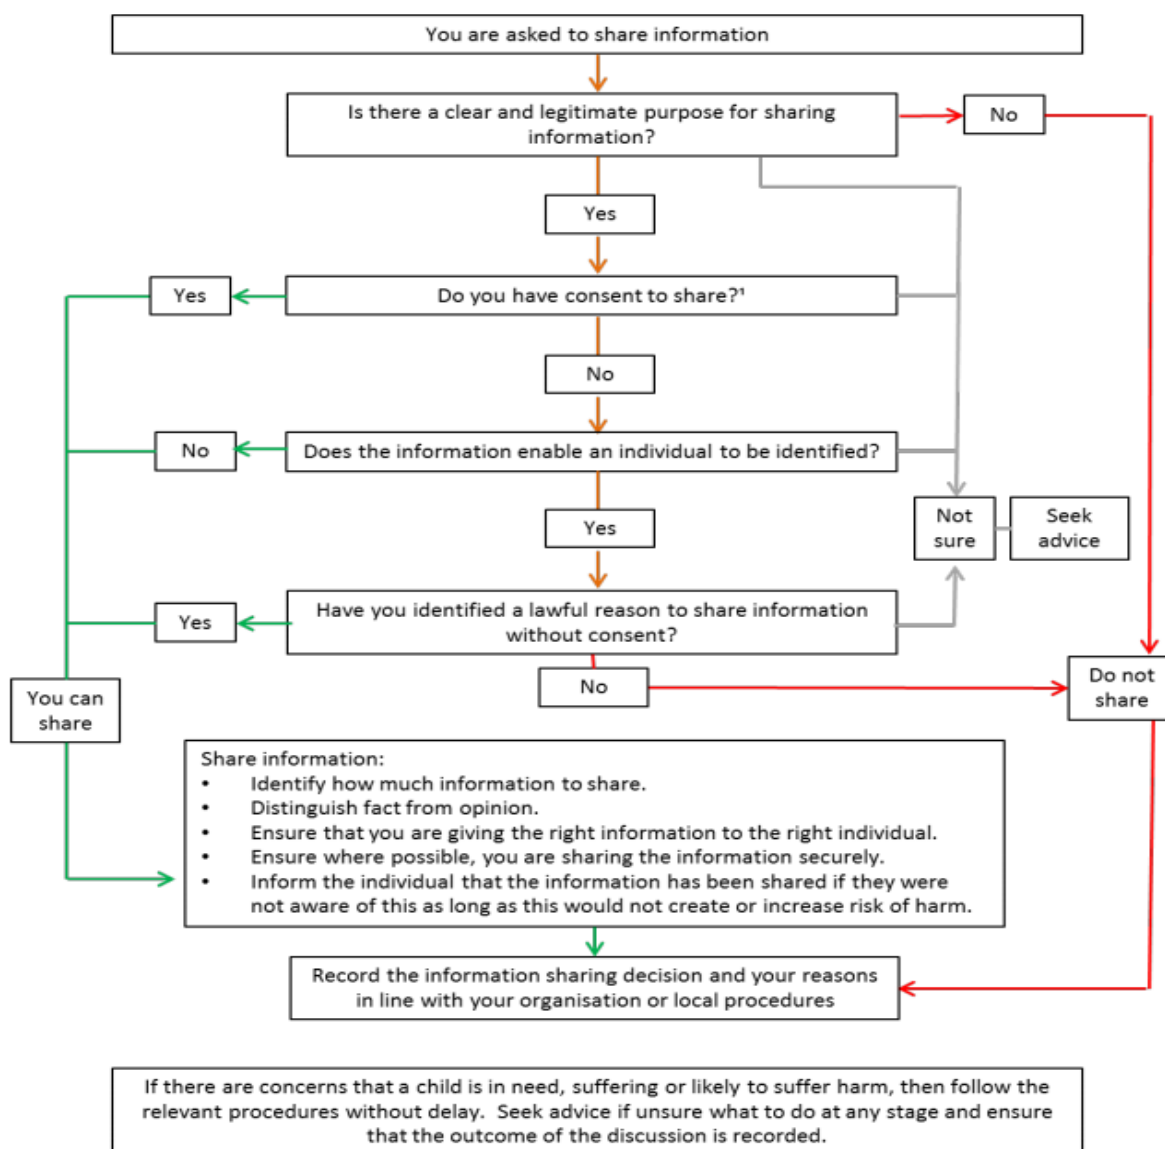 You are asked to share information
Is there a clear and legitimate purpose for sharing
information?
No
Yes
Do you have consent to share?¹
Yes
No
Does the information enable an individual to be identified?
No
Yes
Not
sure
Seek
advice
Have you identified a lawful reason to share information
without consent?
Yes
No
You can
share
Do not
share
Share information:
• Identify how much information to share.
• Distinguish fact from opinion.
• Ensure that you are giving the right information to the right individual.
• Ensure where possible, you are sharing the information securely.
• Inform the individual that the information has been shared if they were
not aware of this as long as this would not create or increase risk of harm.
Record the information sharing decision and your reasons
in line with your organisation or local procedures
If there are concerns that a child is in need, suffering or likely to suffer harm, then follow the
relevant procedures without delay.  Seek advice if unsure what to do at any stage and ensure
that the outcome of the discussion is recorded.